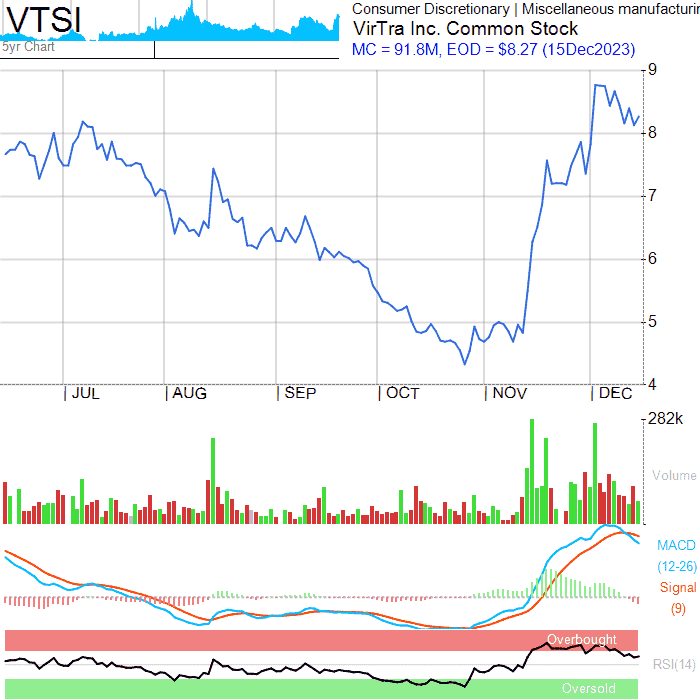 VTSI
5yr Chart
Consumer Discretionary | Miscellaneous manufacturin
VirTra Inc. Common Stock
MC = 91.8M, EOD = $8.27 (15Dec2023)
9
8
7
6
5
4
JUL AUG SEP OCT NOV DEC
282k
Volume
MACD
(12-26)
Signal
(9)
Overbought
RSI(14)
Oversold